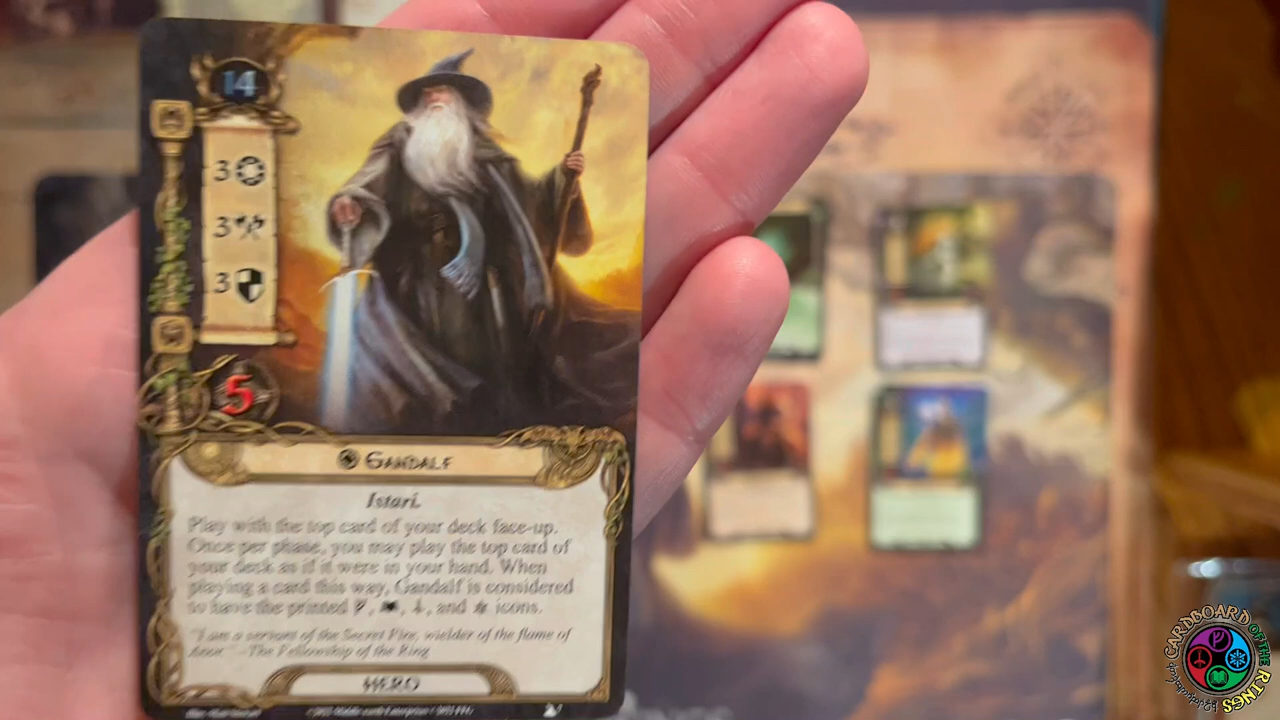 14
3
3
3
5
GANDALF
Istari.
Play with the top card of your deck face-up.
Once per phase, you may play the top card of
your deck as if it were in your hand. When
playing a card this way, Gandalf is considered
to have the printed , , , and icons.
"I am a servant of the Secret Fire, wielder of the flame of
Anor." -The Fellowship of the Ring
HERO
CARDBOARD OF THE RINGS